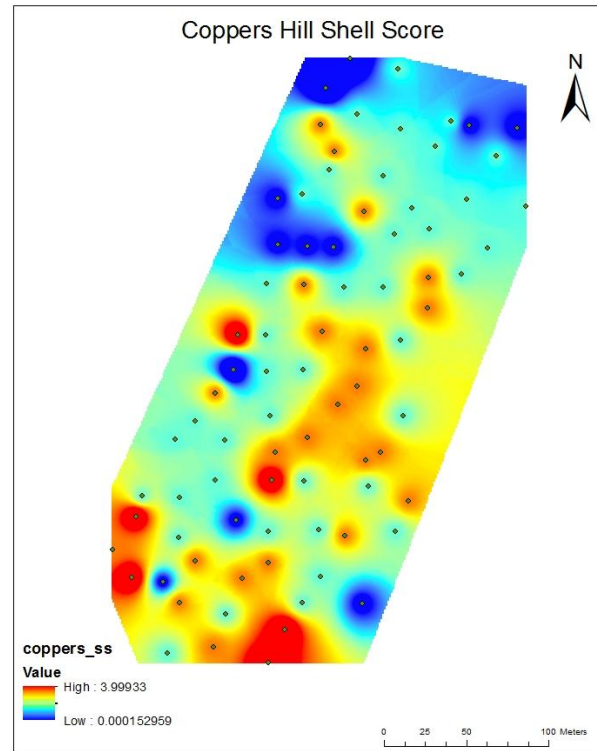 Coppers Hill Shell Score
N
coppers_ss
Value
High : 3.99933
Low : 0.000152959
0 25 50 100 Meters